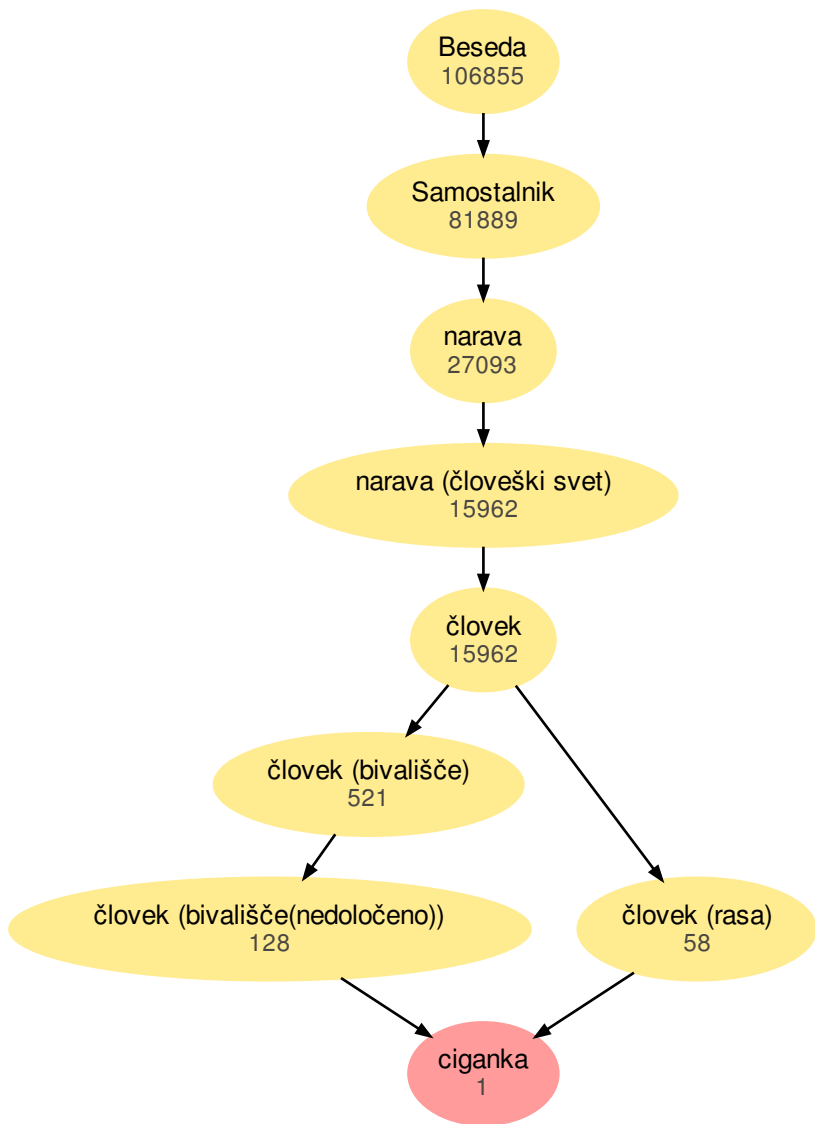 Beseda
106855
Samostalnik
81889
narava
27093
narava (človeški svet)
15962
človek
15962
človek (bivališče)
521
človek (bivališče(nedoločeno))
128
človek (rasa)
58
ciganka
1